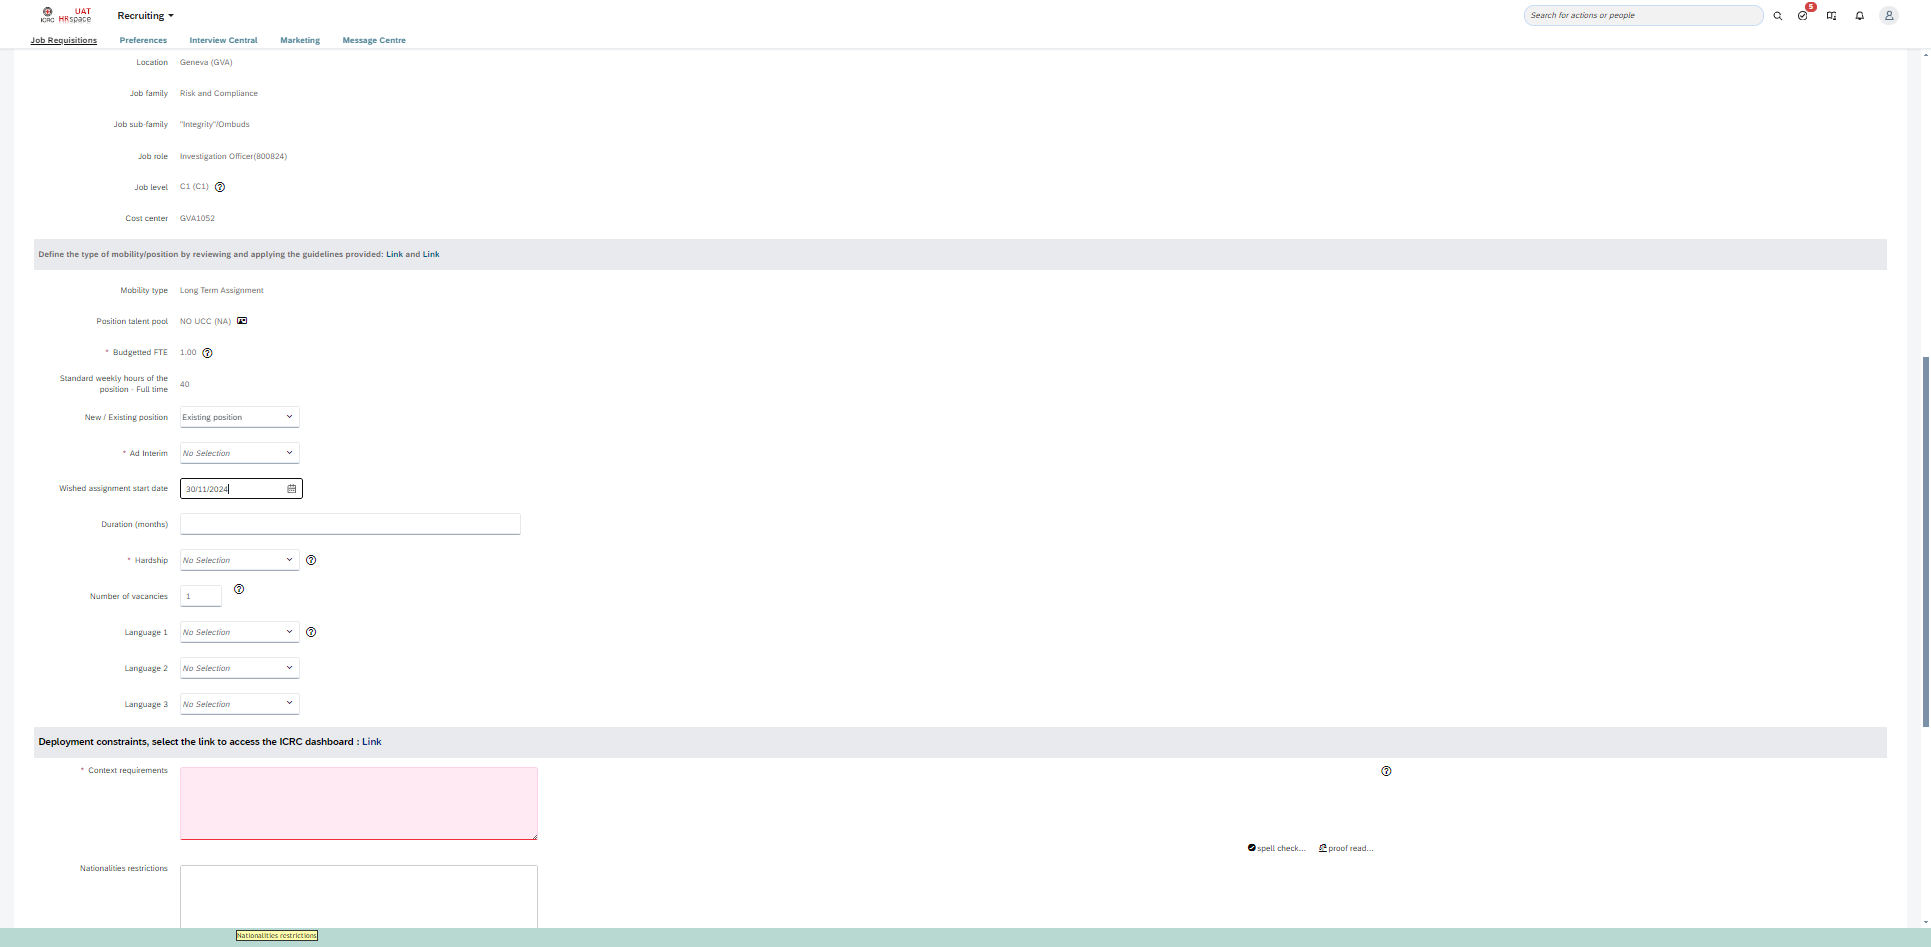 ICRC
UAT
HRspace
Recruiting
Search for actions or people
5
Job Requisitions
Preferences
Interview Central
Marketing
Message Centre
Location
Geneva (GVA)
Job family
Risk and Compliance
Job sub-family
"Integrity"/Ombuds
Job role
Investigation Officer(800824)
Job level
C1 (C1)
Cost center
GVA1052
Define the type of mobility/position by reviewing and applying the guidelines provided: Link and Link
Mobility type
Long Term Assignment
Position talent pool
NO UCC (NA)
* Budgetted FTE
1.00
Standard weekly hours of the
position - Full time
40
New / Existing position
Existing position
* Ad Interim
No Selection
Wished assignment start date
30/11/2024
Duration (months)
* Hardship
No Selection
Number of vacancies
1
Language 1
No Selection
Language 2
No Selection
Language 3
No Selection
Deployment constraints, select the link to access the ICRC dashboard : Link
* Context requirements
spell check...
proof read...
Nationalities restrictions
Nationalities restrictions